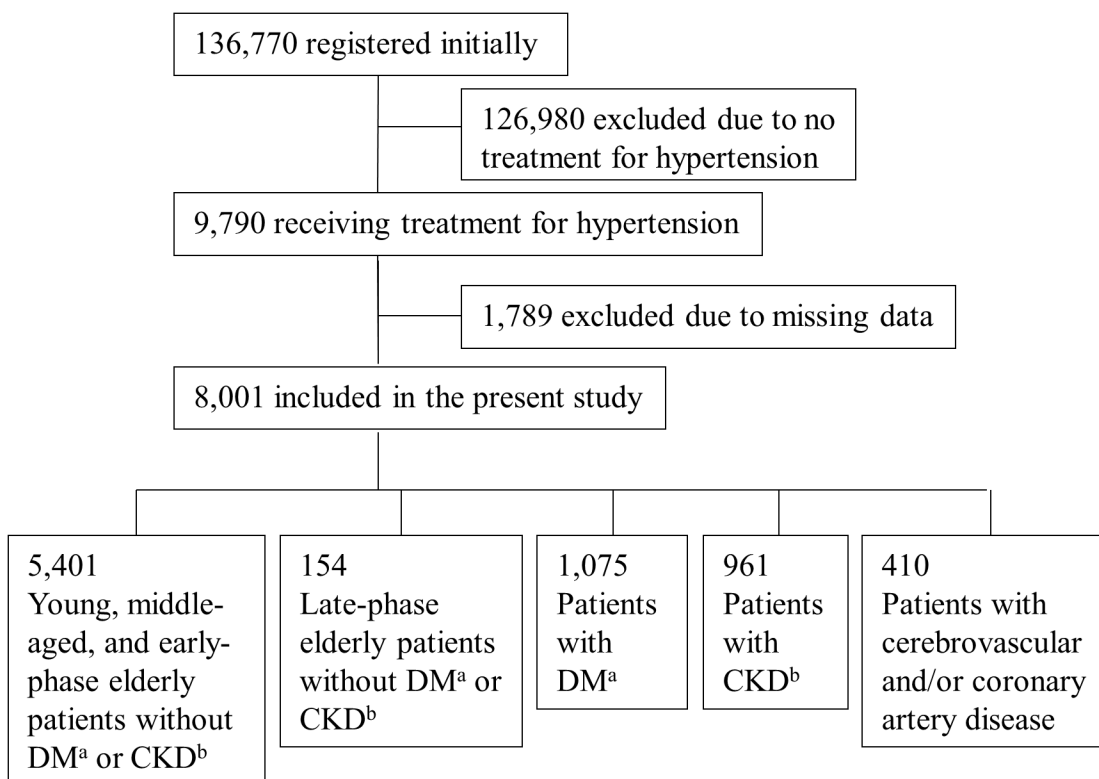 136,770 registered initially
126,980 excluded due to no
treatment for hypertension
9,790 receiving treatment for hypertension
1,789 excluded due to missing data
8,001 included in the present study
5,401
Young, middle-
aged, and early-
phase elderly
patients without
DMᵃ or CKDᵇ
154
Late-phase
elderly patients
without DMᵃ or
CKDᵇ
1,075
Patients
with
DMᵃ
961
Patients
with
CKDᵇ
410
Patients with
cerebrovascular
and/or coronary
artery disease